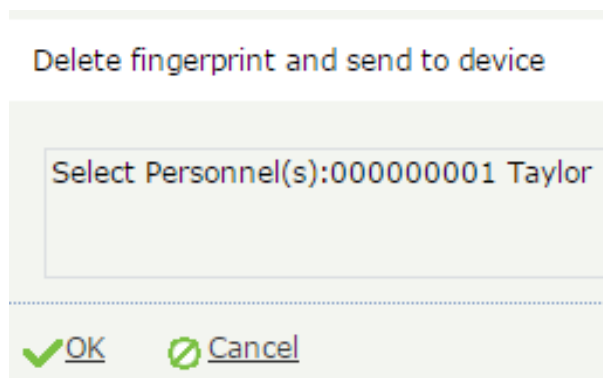 Delete fingerprint and send to device
Select Personnel(s):000000001 Taylor
OK Cancel